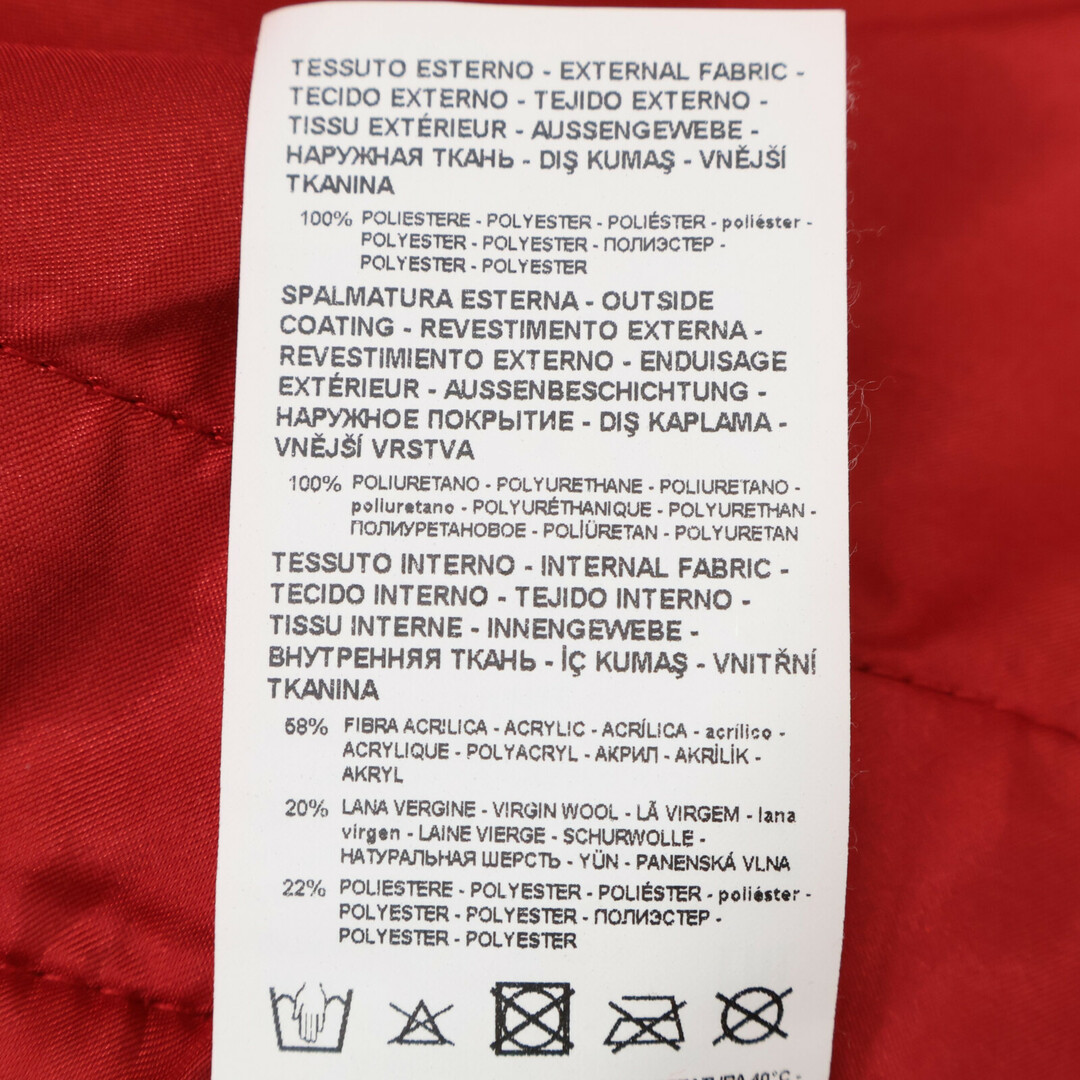 TESSUTO ESTERNO - EXTERNAL FABRIC -
TECIDO EXTERNO - TEJIDO EXTERNO -
TISSU EXTÉRIEUR - AUSSENGEWEBE -
НАРУЖНАЯ ТКАНЬ - DIŞ KUMAŞ - VNĚJŠÍ
TKANINA
100% POLIESTERE - POLYESTER - POLIÉSTER - poliéster -
POLYESTER - POLYESTER - ПОЛИЭСТЕР -
POLYESTER - POLYESTER
SPALMATURA ESTERNA - OUTSIDE
COATING - REVESTIMENTO EXTERNA -
REVESTIMIENTO EXTERNO - ENDUISAGE
EXTÉRIEUR - AUSSENBESCHICHTUNG -
НАРУЖНОЕ ПОКРЫТИЕ - DIŞ KAPLAMA -
VNĚJŠÍ VRSTVA
100% POLIURETANO - POLYURETHANE - POLIURETANO -
poliuretano - POLYURÉTHANIQUE - POLYURETHAN -
ПОЛИУРЕТАНОВОЕ - POLİÜRETAN - POLYURETAN
TESSUTO INTERNO - INTERNAL FABRIC -
TECIDO INTERNO - TEJIDO INTERNO -
TISSU INTERNE - INNENGEWEBE -
ВНУТРЕННЯЯ ТКАНЬ - İÇ KUMAŞ - VNITŘNÍ
TKANINA
58% FIBRA ACRILICA - ACRYLIC - ACRÍLICA - acrílico -
ACRYLIQUE - POLYACRYL - АКРИЛ - AKRİLİK -
AKRYL
20% LANA VERGINE - VIRGIN WOOL - LÃ VIRGEM - lana
virgen - LAINE VIERGE - SCHURWOLLE -
НАТУРАЛЬНАЯ ШЕРСТЬ - YÜN - PANENSKÁ VLNA
22% POLIESTERE - POLYESTER - POLIÉSTER - poliéster -
POLYESTER - POLYESTER - ПОЛИЭСТЕР -
POLYESTER - POLYESTER
40°C -